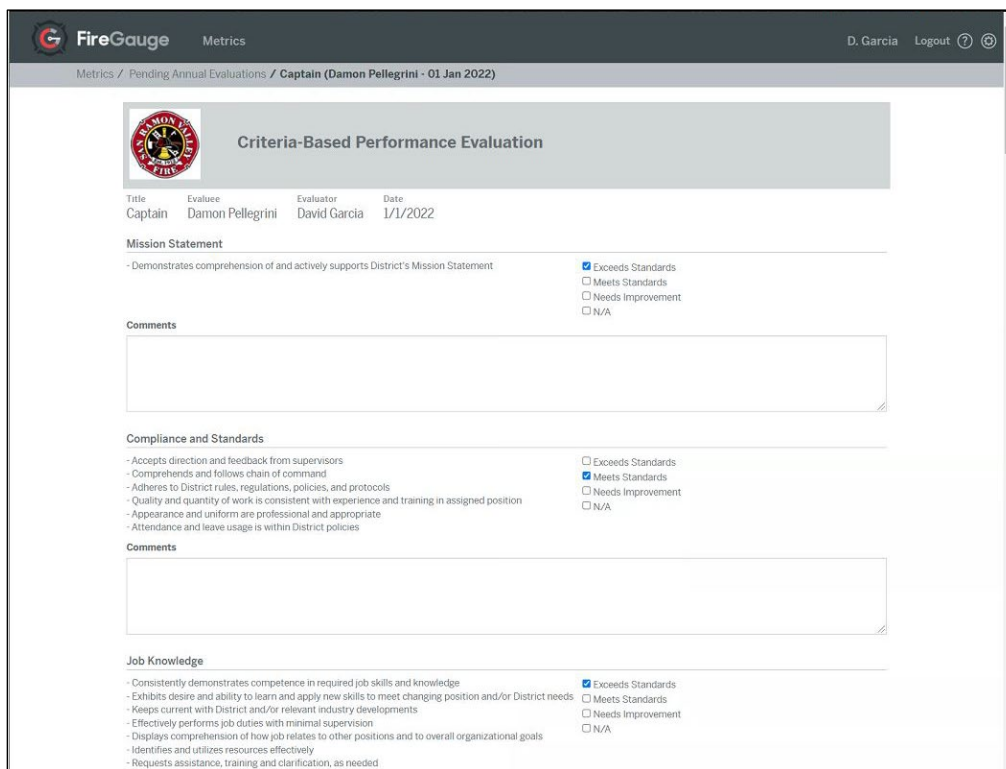 FireGauge Metrics D. Garcia Logout ?
Metrics / Pending Annual Evaluations / Captain (Damon Pellegrini - 01 Jan 2022)
SAN RAMON VALLEY
FIRE
Criteria-Based Performance Evaluation
Title Evaluee Evaluator Date
Captain Damon Pellegrini David Garcia 1/1/2022
Mission Statement
- Demonstrates comprehension of and actively supports District's Mission Statement
Exceeds Standards
Meets Standards
Needs Improvement
N/A
Comments
Compliance and Standards
- Accepts direction and feedback from supervisors
- Comprehends and follows chain of command
- Adheres to District rules, regulations, policies, and protocols
- Quality and quantity of work is consistent with experience and training in assigned position
- Appearance and uniform are professional and appropriate
- Attendance and leave usage is within District policies
Exceeds Standards
Meets Standards
Needs Improvement
N/A
Comments
Job Knowledge
- Consistently demonstrates competence in required job skills and knowledge
- Exhibits desire and ability to learn and apply new skills to meet changing position and/or District needs
- Keeps current with District and/or relevant industry developments
- Effectively performs job duties with minimal supervision
- Displays comprehension of how job relates to other positions and to overall organizational goals
- Identifies and utilizes resources effectively
- Requests assistance, training and clarification, as needed
Exceeds Standards
Meets Standards
Needs Improvement
N/A